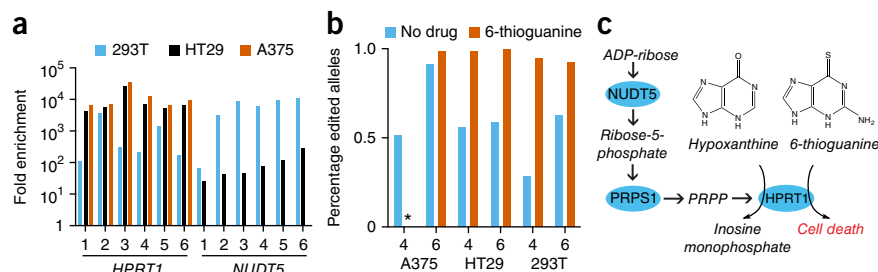 a
293T HT29 A375
Fold enrichment
10^5
10^4
10^3
10^2
10
1
1 2 3 4 5 6 1 2 3 4 5 6
HPRT1 NUDT5
b
No drug 6-thioguanine
Percentage edited alleles
1.0
0.5
0
*
4 6 4 6 4 6
A375 HT29 293T
c
ADP-ribose
NUDT5
Ribose-5-
phosphate
PRPS1
PRPP
HPRT1
O
N
N
N
H
N
H
Hypoxanthine
S
N
N
N
H
NH
NH₂
6-thioguanine
Inosine
monophosphate
Cell death